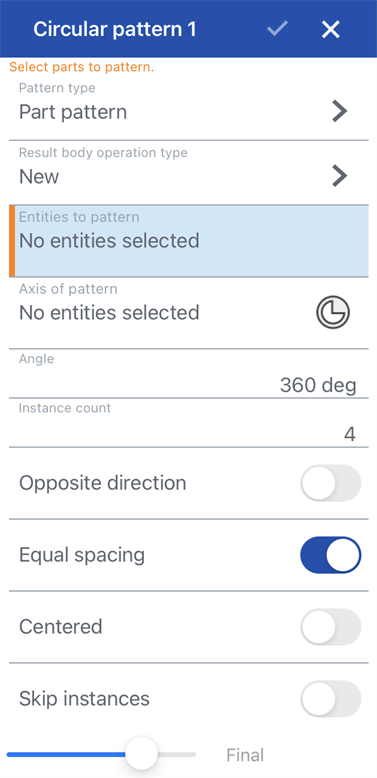 Circular pattern 1
Select parts to pattern.
Pattern type
Part pattern
Result body operation type
New
Entities to pattern
No entities selected
Axis of pattern
No entities selected
Angle
360 deg
Instance count
4
Opposite direction
Equal spacing
Centered
Skip instances
Final